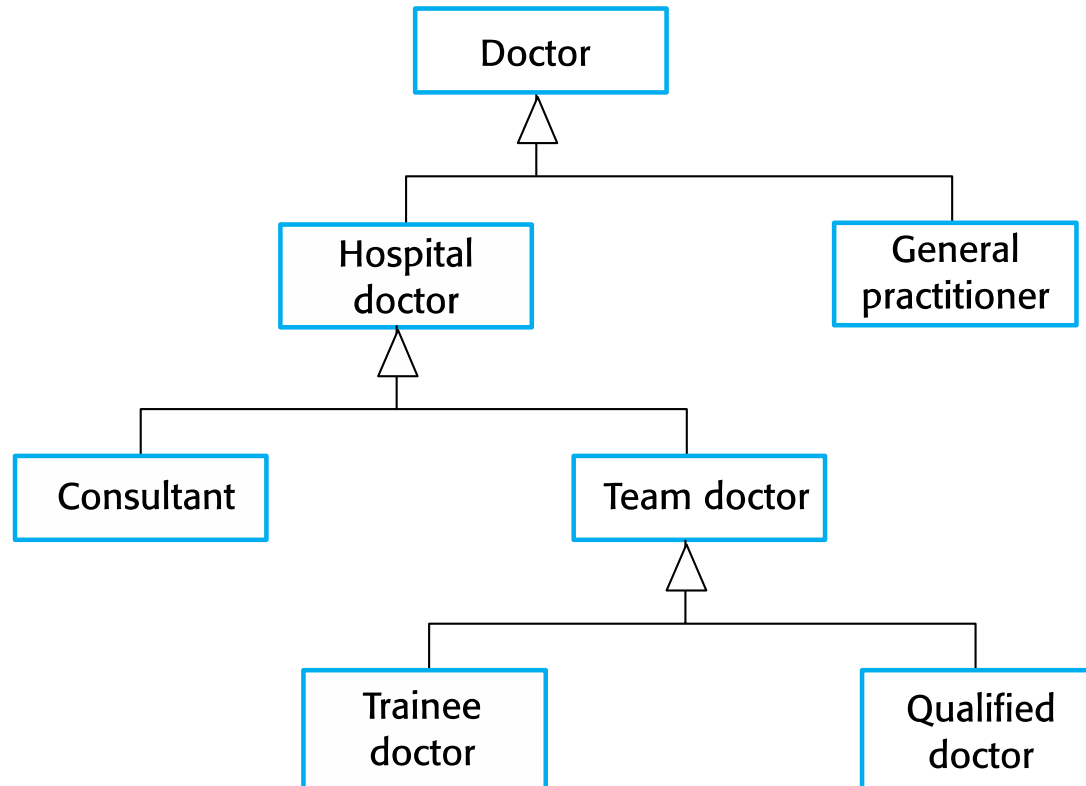 Doctor
Hospital
doctor
General
practitioner
Consultant
Team doctor
Trainee
doctor
Qualified
doctor